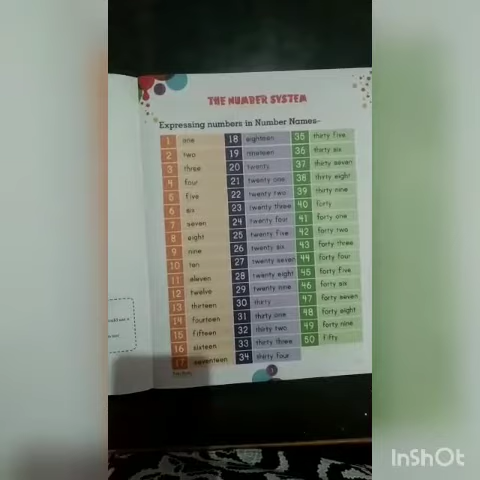 THE NUMBER SYSTEM
Expressing numbers in Number Names-
1 one
2 two
3 three
4 four
5 five
6 six
7 seven
8 eight
9 nine
10 ten
11 eleven
12 twelve
13 thirteen
14 fourteen
15 fifteen
16 sixteen
17 seventeen
18 eighteen
19 nineteen
20 twenty
21 twenty one
22 twenty two
23 twenty three
24 twenty four
25 twenty five
26 twenty six
27 twenty seven
28 twenty eight
29 twenty nine
30 thirty
31 thirty one
32 thirty two
33 thirty three
34 thirty four
35 thirty five
36 thirty six
37 thirty seven
38 thirty eight
39 thirty nine
40 forty
41 forty one
42 forty two
43 forty three
44 forty four
45 forty five
46 forty six
47 forty seven
48 forty eight
49 forty nine
50 fifty
InShOt